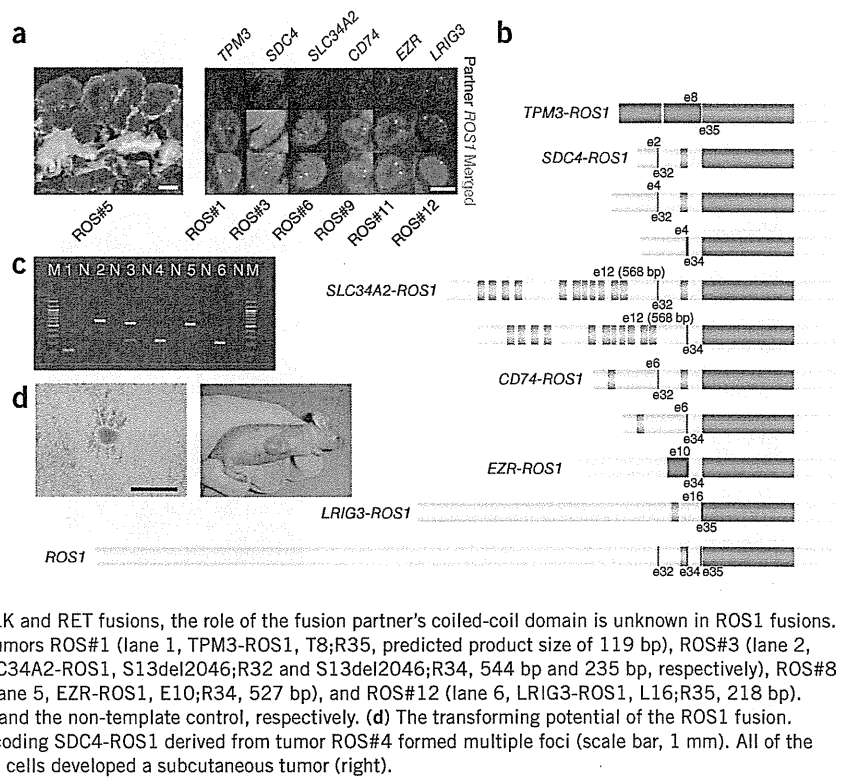 a
TPM3 SDC4 SLC34A2 CD74 EZR LRIG3
Partner ROS1 Merged
ROS#5
ROS#1 ROS#3 ROS#6 ROS#9 ROS#11 ROS#12
b
TPM3-ROS1 e8 e35
SDC4-ROS1 e2 e32
e4 e32
e4 e34
SLC34A2-ROS1 e12 (568 bp) e32
e12 (568 bp) e34
CD74-ROS1 e6 e32
e6 e34
EZR-ROS1 e10 e34
LRIG3-ROS1 e16 e35
ROS1 e32 e34 e35
c
M 1 N 2 N 3 N 4 N 5 N 6 N M
d
LK and RET fusions, the role of the fusion partner's coiled-coil domain is unknown in ROS1 fusions.
mors ROS#1 (lane 1, TPM3-ROS1, T8;R35, predicted product size of 119 bp), ROS#3 (lane 2,
C34A2-ROS1, S13del2046;R32 and S13del2046;R34, 544 bp and 235 bp, respectively), ROS#8
ane 5, EZR-ROS1, E10;R34, 527 bp), and ROS#12 (lane 6, LRIG3-ROS1, L16;R35, 218 bp).
and the non-template control, respectively. (d) The transforming potential of the ROS1 fusion.
coding SDC4-ROS1 derived from tumor ROS#4 formed multiple foci (scale bar, 1 mm). All of the
cells developed a subcutaneous tumor (right).